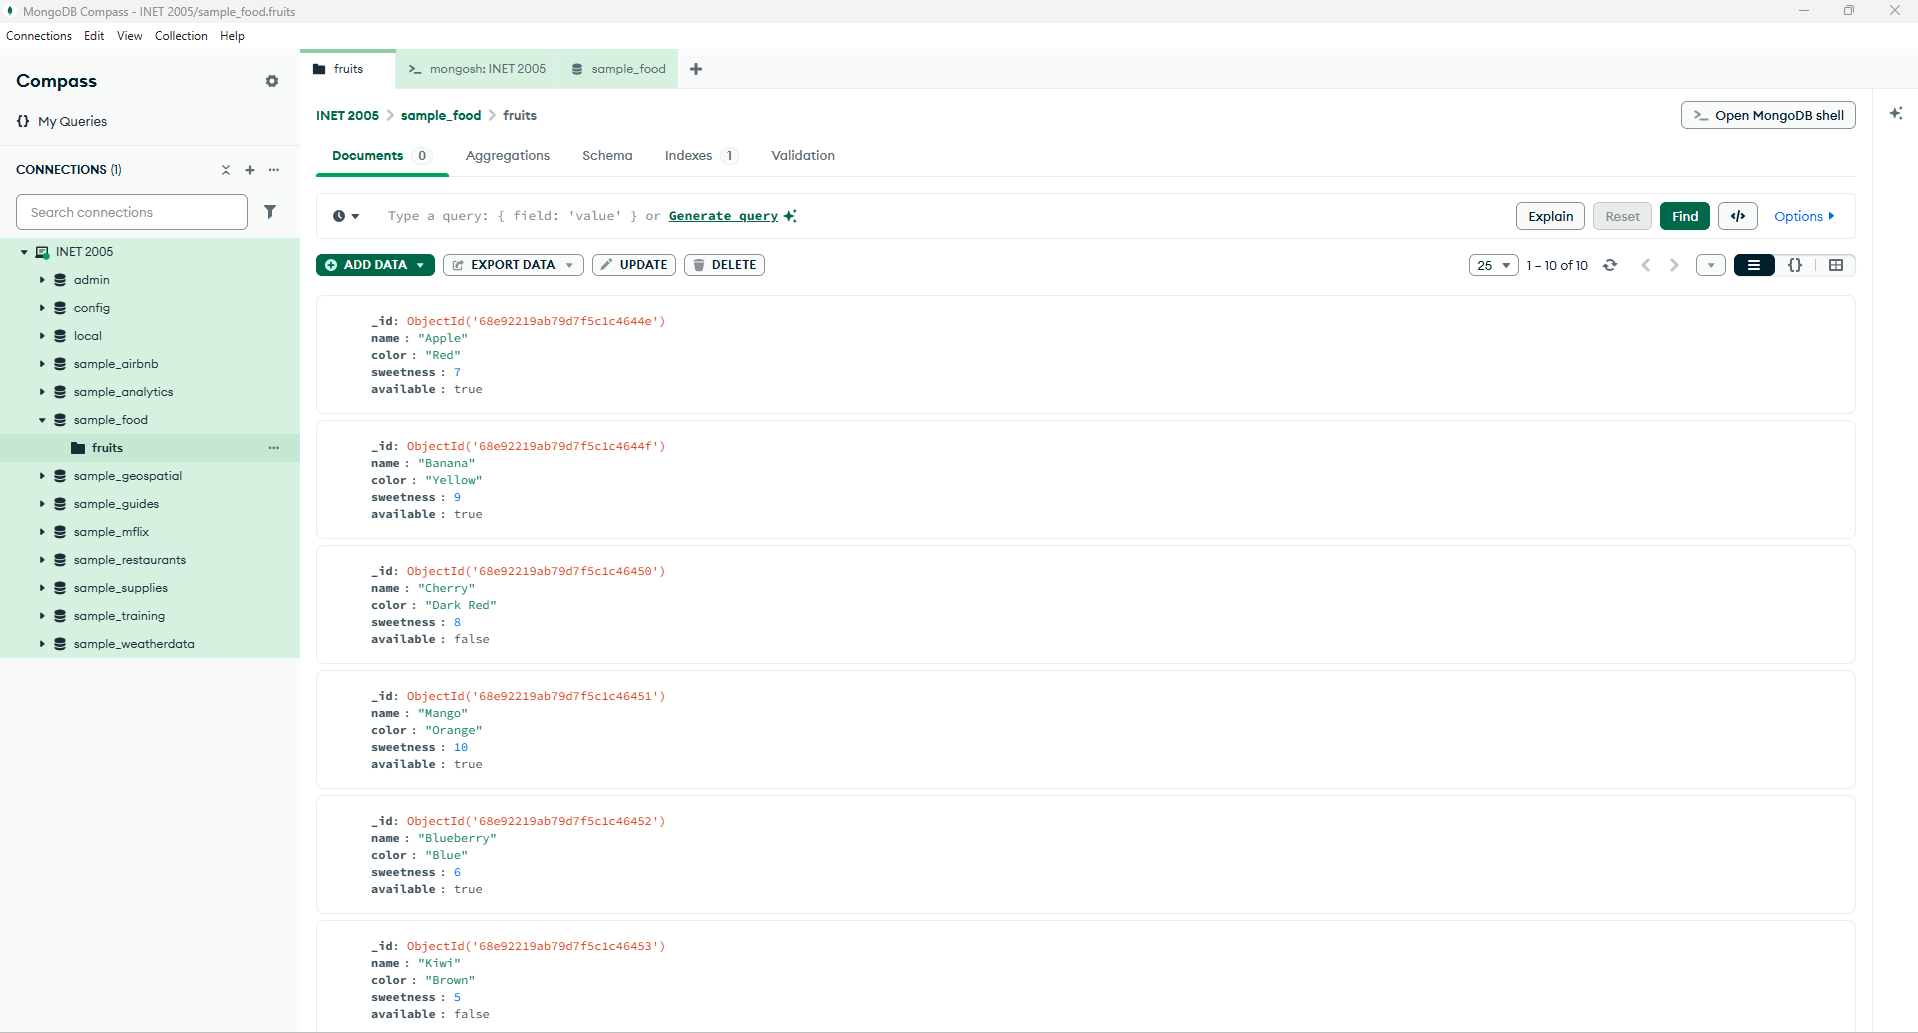 MongoDB Compass - INET 2005/sample_food.fruits
Connections Edit View Collection Help
Compass
{} My Queries
CONNECTIONS (1)
Search connections
INET 2005
admin
config
local
sample_airbnb
sample_analytics
sample_food
fruits
sample_geospatial
sample_guides
sample_mflix
sample_restaurants
sample_supplies
sample_training
sample_weatherdata
fruits >_ mongosh: INET 2005 sample_food +
INET 2005 > sample_food > fruits
>_ Open MongoDB shell
Documents 0 Aggregations Schema Indexes 1 Validation
Type a query: { field: 'value' } or Generate query
Explain Reset Find </> Options
ADD DATA EXPORT DATA UPDATE DELETE
25 1 – 10 of 10 {}
_id: ObjectId('68e92219ab79d7f5c1c4644e')
name : "Apple"
color : "Red"
sweetness : 7
available : true
_id: ObjectId('68e92219ab79d7f5c1c4644f')
name : "Banana"
color : "Yellow"
sweetness : 9
available : true
_id: ObjectId('68e92219ab79d7f5c1c46450')
name : "Cherry"
color : "Dark Red"
sweetness : 8
available : false
_id: ObjectId('68e92219ab79d7f5c1c46451')
name : "Mango"
color : "Orange"
sweetness : 10
available : true
_id: ObjectId('68e92219ab79d7f5c1c46452')
name : "Blueberry"
color : "Blue"
sweetness : 6
available : true
_id: ObjectId('68e92219ab79d7f5c1c46453')
name : "Kiwi"
color : "Brown"
sweetness : 5
available : false